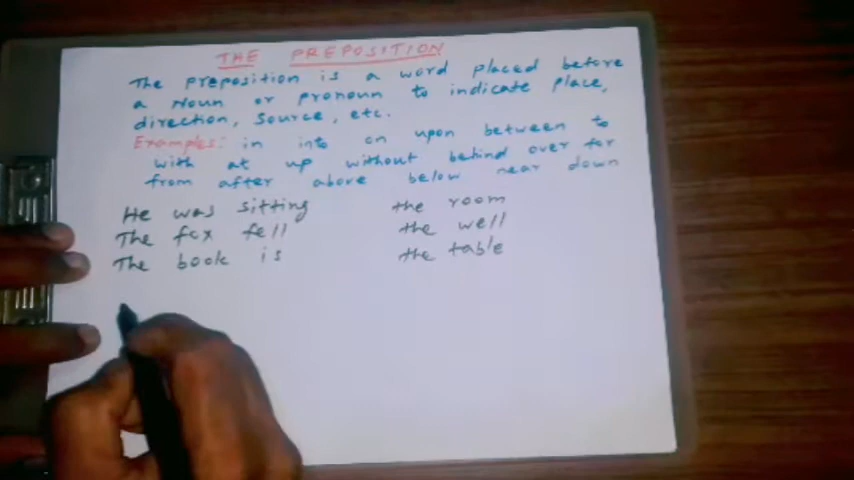 THE PREPOSITION
The preposition is a word placed before
a Noun or pronoun to indicate place,
direction, Source, etc.
Examples: in into on upon between to
with at up without behind over for
from after above below near down
He was sitting the room
The fox fell the well
The book is the table